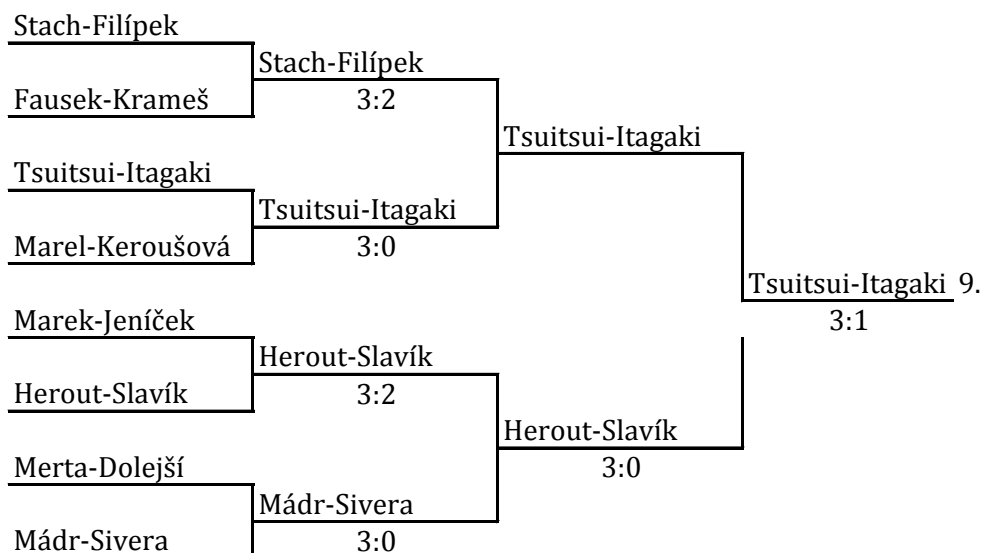 Stach-Filípek
Stach-Filípek
Fausek-Krameš
3:2
Tsuitsui-Itagaki
Tsuitsui-Itagaki
Tsuitsui-Itagaki
Marel-Keroušová
3:0
Tsuitsui-Itagaki 9.
Marek-Jeníček
3:1
Herout-Slavík
Herout-Slavík
3:2
Herout-Slavík
Merta-Dolejší
3:0
Mádr-Sivera
Mádr-Sivera
3:0